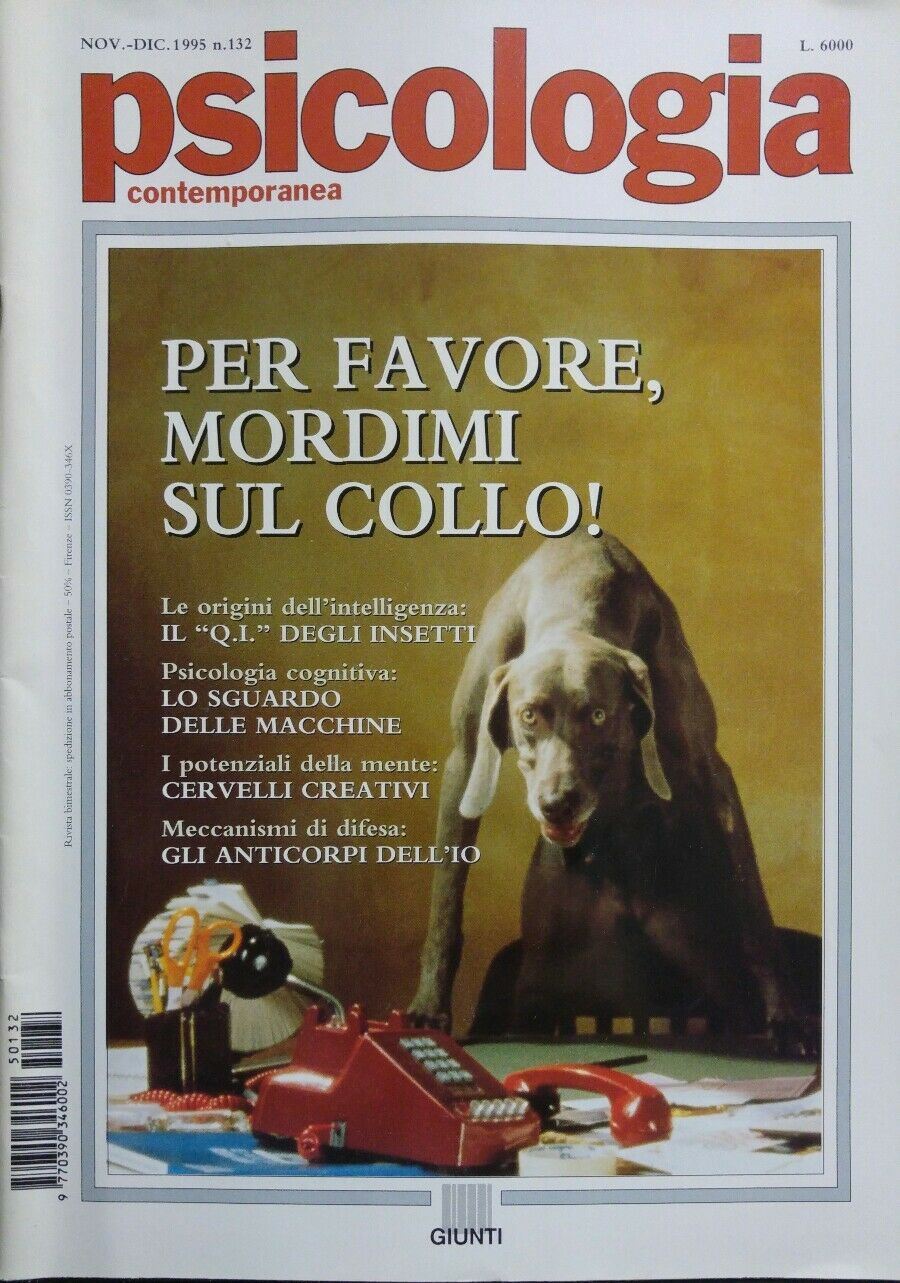 NOV.-DIC. 1995 n.132
L. 6000
psicologia
contemporanea
PER FAVORE,
MORDIMI
SUL COLLO!
Le origini dell'intelligenza:
IL “Q.I.” DEGLI INSETTI
Psicologia cognitiva:
LO SGUARDO
DELLE MACCHINE
I potenziali della mente:
CERVELLI CREATIVI
Meccanismi di difesa:
GLI ANTICORPI DELL'IO
Rivista bimestrale: spedizione in abbonamento postale – 50% – Firenze – ISSN 0390-346X
50132
9 770390 346002
GIUNTI